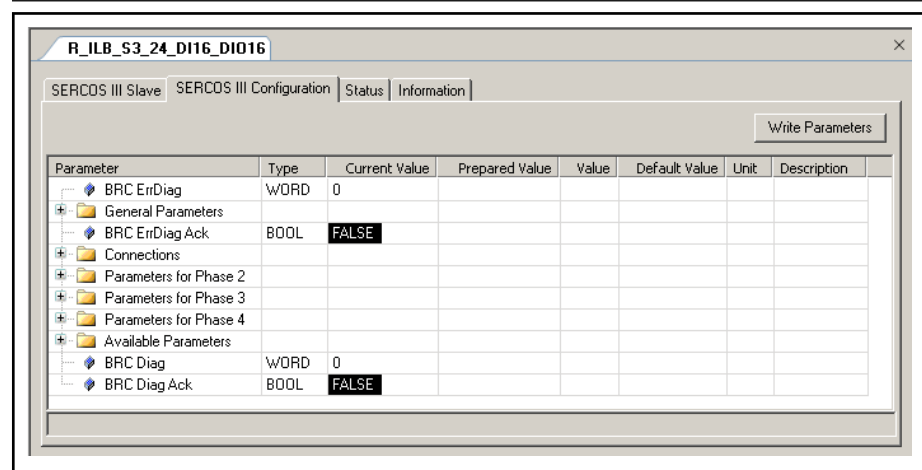 R_ILB_S3_24_DI16_DIO16
SERCOS III Slave SERCOS III Configuration Status Information
Write Parameters
Parameter Type Current Value Prepared Value Value Default Value Unit Description
BRC ErrDiag WORD 0
General Parameters
BRC ErrDiag Ack BOOL FALSE
Connections
Parameters for Phase 2
Parameters for Phase 3
Parameters for Phase 4
Available Parameters
BRC Diag WORD 0
BRC Diag Ack BOOL FALSE